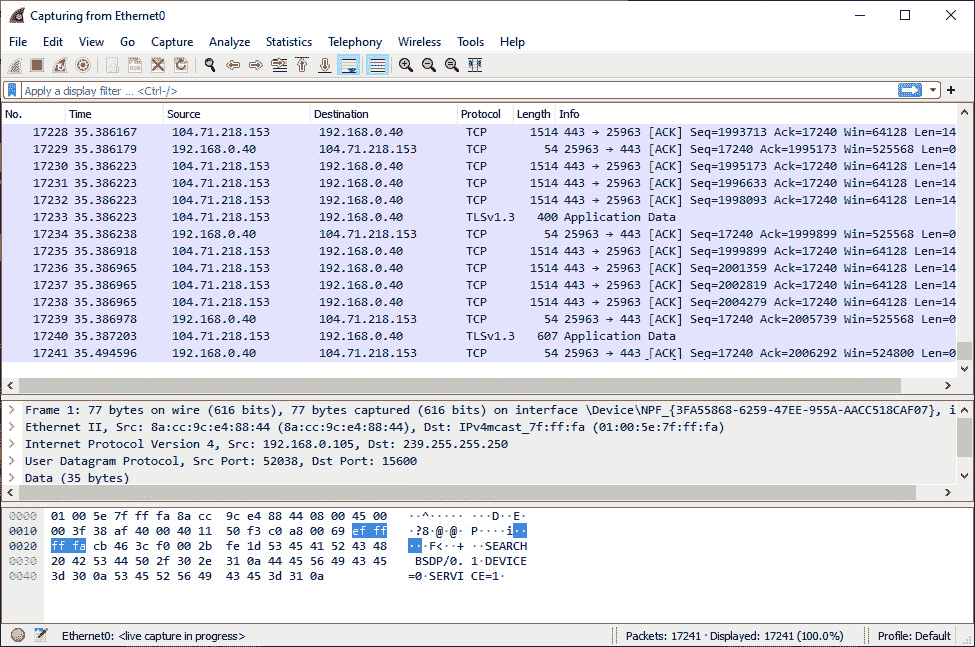 Capturing from Ethernet0
File Edit View Go Capture Analyze Statistics Telephony Wireless Tools Help
Apply a display filter ... <Ctrl-/>
No. Time Source Destination Protocol Length Info
17228 35.386167 104.71.218.153 192.168.0.40 TCP 1514 443 → 25963 [ACK] Seq=1993713 Ack=17240 Win=64128 Len=14
17229 35.386179 192.168.0.40 104.71.218.153 TCP 54 25963 → 443 [ACK] Seq=17240 Ack=1995173 Win=525568 Len=0
17230 35.386223 104.71.218.153 192.168.0.40 TCP 1514 443 → 25963 [ACK] Seq=1995173 Ack=17240 Win=64128 Len=14
17231 35.386223 104.71.218.153 192.168.0.40 TCP 1514 443 → 25963 [ACK] Seq=1996633 Ack=17240 Win=64128 Len=14
17232 35.386223 104.71.218.153 192.168.0.40 TCP 1514 443 → 25963 [ACK] Seq=1998093 Ack=17240 Win=64128 Len=14
17233 35.386223 104.71.218.153 192.168.0.40 TLSv1.3 400 Application Data
17234 35.386238 192.168.0.40 104.71.218.153 TCP 54 25963 → 443 [ACK] Seq=17240 Ack=1999899 Win=525568 Len=0
17235 35.386918 104.71.218.153 192.168.0.40 TCP 1514 443 → 25963 [ACK] Seq=1999899 Ack=17240 Win=64128 Len=14
17236 35.386965 104.71.218.153 192.168.0.40 TCP 1514 443 → 25963 [ACK] Seq=2001359 Ack=17240 Win=64128 Len=14
17237 35.386965 104.71.218.153 192.168.0.40 TCP 1514 443 → 25963 [ACK] Seq=2002819 Ack=17240 Win=64128 Len=14
17238 35.386965 104.71.218.153 192.168.0.40 TCP 1514 443 → 25963 [ACK] Seq=2004279 Ack=17240 Win=64128 Len=14
17239 35.386978 192.168.0.40 104.71.218.153 TCP 54 25963 → 443 [ACK] Seq=17240 Ack=2005739 Win=525568 Len=0
17240 35.387203 104.71.218.153 192.168.0.40 TLSv1.3 607 Application Data
17241 35.494596 192.168.0.40 104.71.218.153 TCP 54 25963 → 443 [ACK] Seq=17240 Ack=2006292 Win=524800 Len=0
Frame 1: 77 bytes on wire (616 bits), 77 bytes captured (616 bits) on interface \Device\NPF_{3FA55868-6259-47EE-955A-AACC518CAF07}, i
Ethernet II, Src: 8a:cc:9c:e4:88:44 (8a:cc:9c:e4:88:44), Dst: IPv4mcast_7f:ff:fa (01:00:5e:7f:ff:fa)
Internet Protocol Version 4, Src: 192.168.0.105, Dst: 239.255.255.250
User Datagram Protocol, Src Port: 52038, Dst Port: 15600
Data (35 bytes)
0000 01 00 5e 7f ff fa 8a cc 9c e4 88 44 08 00 45 00 ··^····· ···D··E·
0010 00 3f 38 af 40 00 40 11 50 f3 c0 a8 00 69 ef ff ·?8·@·@· P····i··
0020 ff fa cb 46 3c f0 00 2b fe 1d 53 45 41 52 43 48 ···F<··+ ··SEARCH
0030 20 42 53 44 50 2f 30 2e 31 0a 44 45 56 49 43 45 BSDP/0. 1·DEVICE
0040 3d 30 0a 53 45 52 56 49 43 45 3d 31 0a =0·SERVI CE=1·
Ethernet0: <live capture in progress> Packets: 17241 · Displayed: 17241 (100.0%) Profile: Default